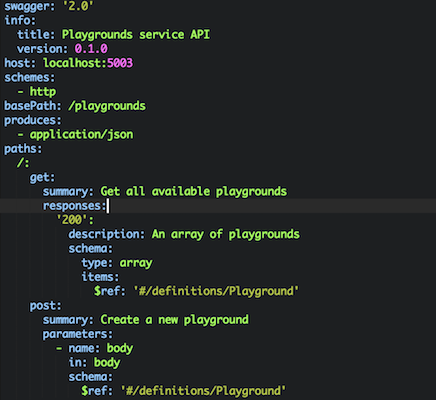 swagger: '2.0'
info:
  title: Playgrounds service API
  version: 0.1.0
host: localhost:5003
schemes:
  - http
basePath: /playgrounds
produces:
  - application/json
paths:
  /:
    get:
      summary: Get all available playgrounds
      responses:
        '200':
          description: An array of playgrounds
          schema:
            type: array
            items:
              $ref: '#/definitions/Playground'
    post:
      summary: Create a new playground
      parameters:
        - name: body
          in: body
          schema:
            $ref: '#/definitions/Playground'